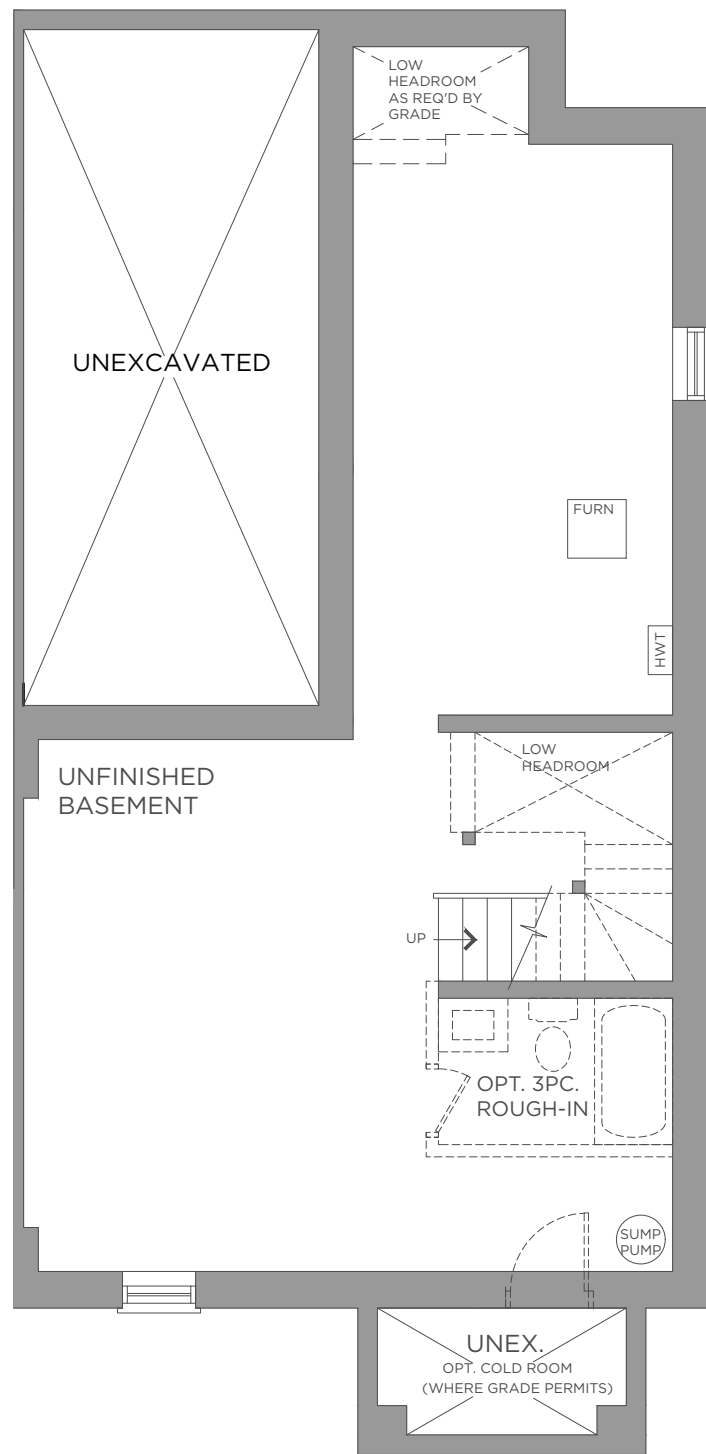 LOW
HEADROOM
AS REQ'D BY
GRADE
UNEXCAVATED
FURN
HWT
LOW
HEADROOM
UNFINISHED
BASEMENT
UP
OPT. 3PC.
ROUGH-IN
SUMP
PUMP
UNEX.
OPT. COLD ROOM
(WHERE GRADE PERMITS)